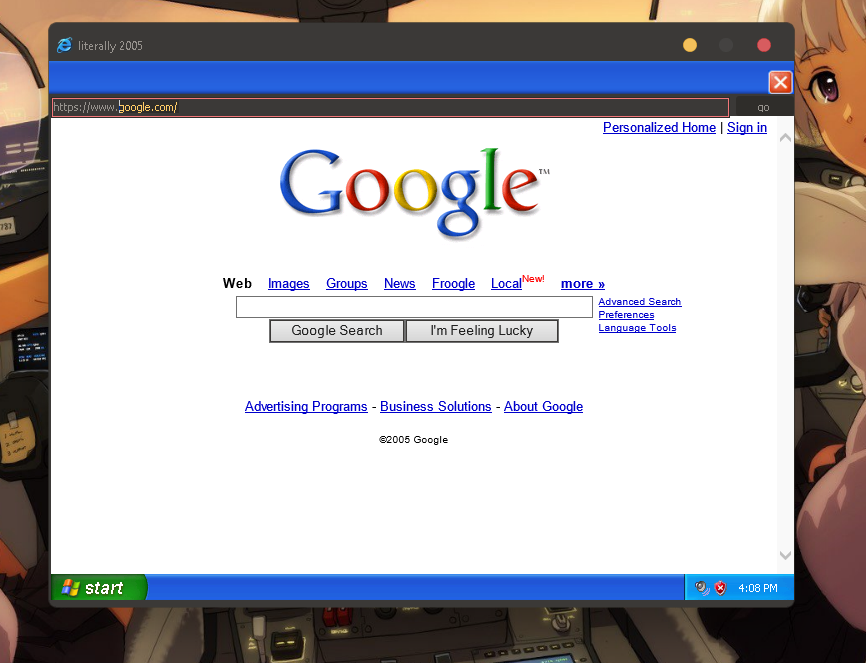 literally 2005
https://www.google.com/
go
Personalized Home | Sign in
Google™
Web Images Groups News Froogle Local New! more »
Advanced Search
Preferences
Language Tools
Google Search I'm Feeling Lucky
Advertising Programs - Business Solutions - About Google
©2005 Google
start
4:08 PM